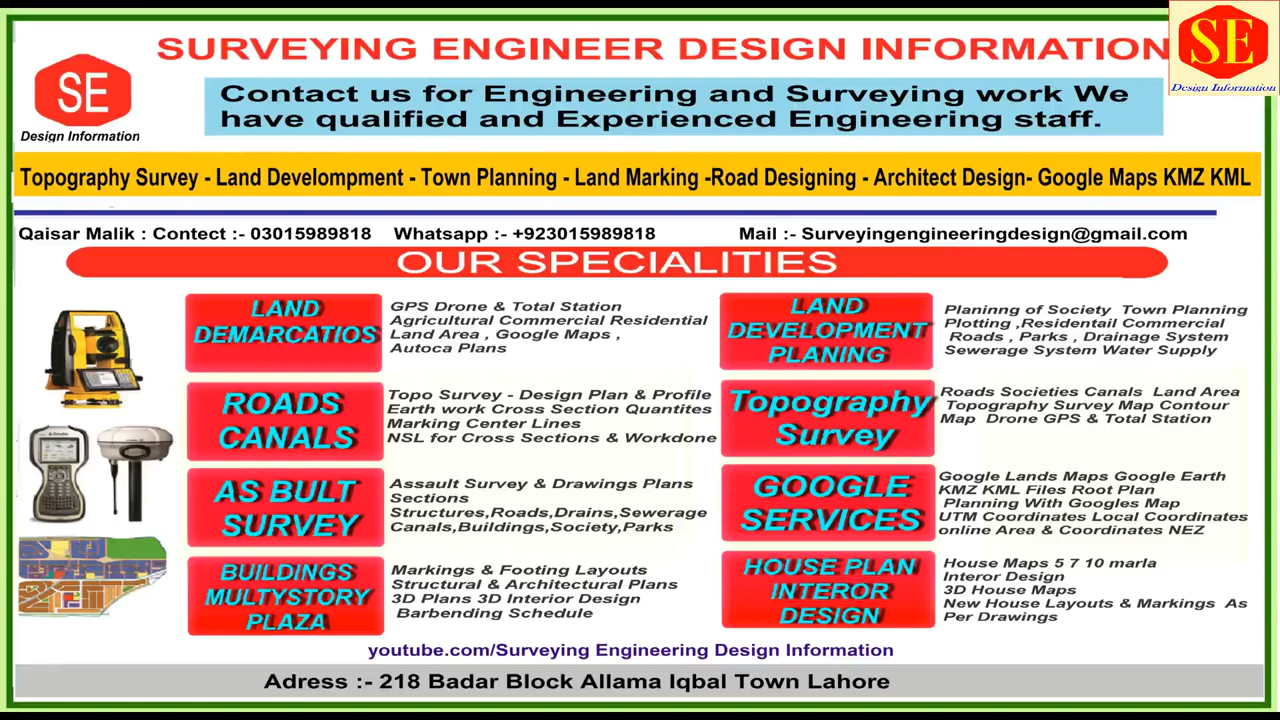 SURVEYING ENGINEER DESIGN INFORMATION
SE
Design Information
SE
Design Information
Contact us for Engineering and Surveying work We
have qualified and Experienced Engineering staff.
Topography Survey - Land Develompment - Town Planning - Land Marking -Road Designing - Architect Design- Google Maps KMZ KML
Qaisar Malik : Contect :- 03015989818 Whatsapp :- +923015989818 Mail :- Surveyingengineeringdesign@gmail.com
OUR SPECIALITIES
LAND
DEMARCATIOS
GPS Drone & Total Station
Agricultural Commercial Residential
Land Area , Google Maps ,
Autoca Plans
LAND
DEVELOPMENT
PLANING
Planinng of Society Town Planning
Plotting ,Residentail Commercial
Roads , Parks , Drainage System
Sewerage System Water Supply
ROADS
CANALS
Topo Survey - Design Plan & Profile
Earth work Cross Section Quantites
Marking Center Lines
NSL for Cross Sections & Workdone
Topography
Survey
Roads Societies Canals Land Area
Topography Survey Map Contour
Map Drone GPS & Total Station
AS BULT
SURVEY
Assault Survey & Drawings Plans
Sections
Structures,Roads,Drains,Sewerage
Canals,Buildings,Society,Parks
GOOGLE
SERVICES
Google Lands Maps Google Earth
KMZ KML Files Root Plan
Planning With Googles Map
UTM Coordinates Local Coordinates
online Area & Coordinates NEZ
BUILDINGS
MULTYSTORY
PLAZA
Markings & Footing Layouts
Structural & Architectural Plans
3D Plans 3D Interior Design
Barbending Schedule
HOUSE PLAN
INTEROR
DESIGN
House Maps 5 7 10 marla
Interor Design
3D House Maps
New House Layouts & Markings As
Per Drawings
youtube.com/Surveying Engineering Design Information
Adress :- 218 Badar Block Allama Iqbal Town Lahore